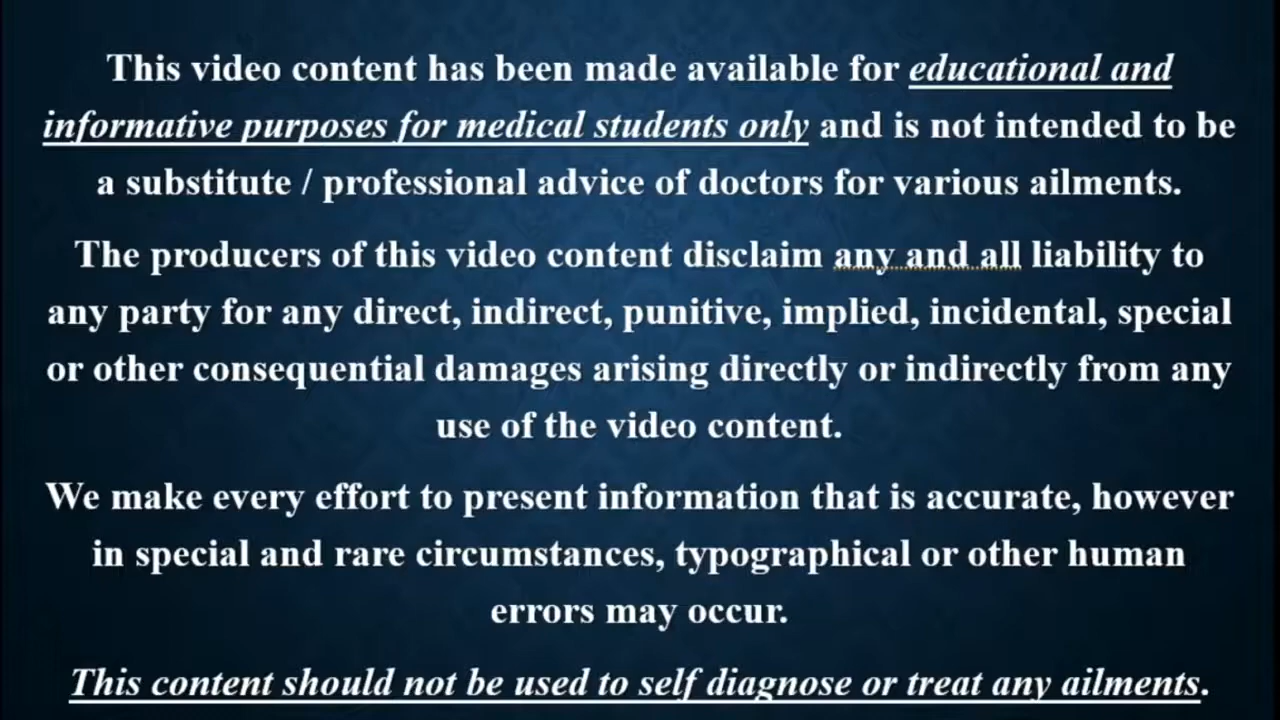 This video content has been made available for educational and
informative purposes for medical students only and is not intended to be
a substitute / professional advice of doctors for various ailments.
The producers of this video content disclaim any and all liability to
any party for any direct, indirect, punitive, implied, incidental, special
or other consequential damages arising directly or indirectly from any
use of the video content.
We make every effort to present information that is accurate, however
in special and rare circumstances, typographical or other human
errors may occur.
This content should not be used to self diagnose or treat any ailments.